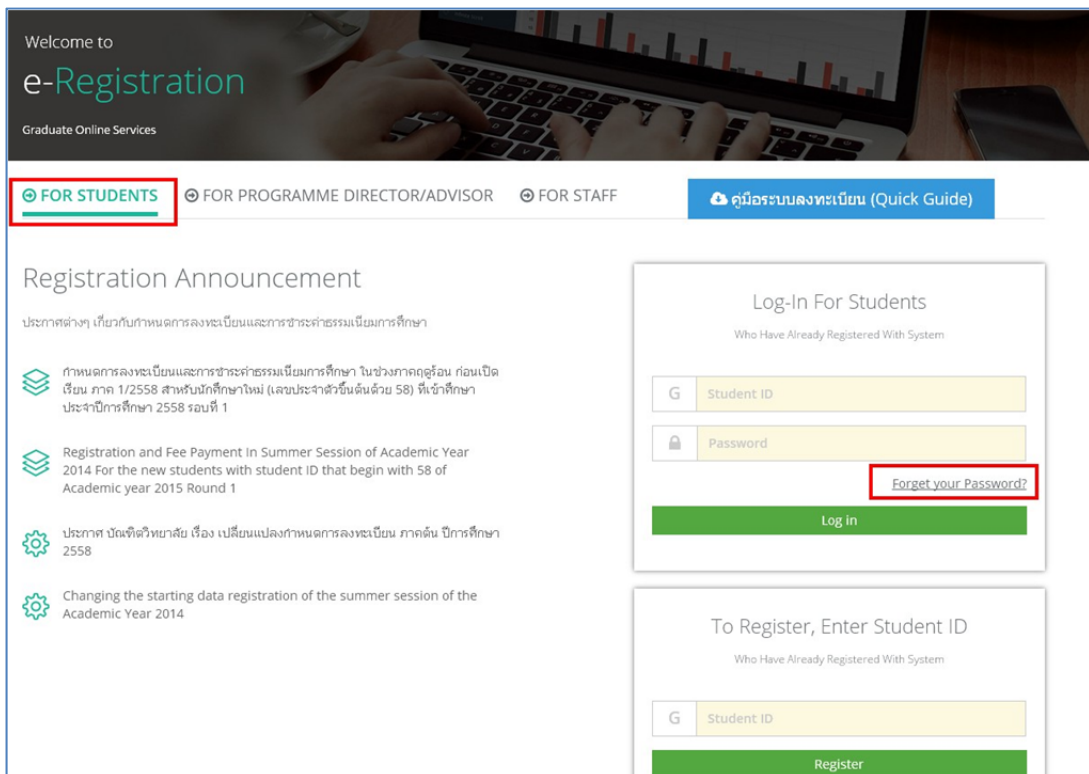 Welcome to
e-Registration
Graduate Online Services
FOR STUDENTS
FOR PROGRAMME DIRECTOR/ADVISOR
FOR STAFF
คู่มือระบบลงทะเบียน (Quick Guide)
Registration Announcement
ประกาศต่างๆ เกี่ยวกับกำหนดการลงทะเบียนและการชำระค่าธรรมเนียมการศึกษา
กำหนดการลงทะเบียนและการชำระค่าธรรมเนียมการศึกษา ในช่วงภาคฤดูร้อน ก่อนเปิด
เรียน ภาค 1/2558 สำหรับนักศึกษาใหม่ (เลขประจำตัวขึ้นต้นด้วย 58) ที่เข้าศึกษา
ประจำปีการศึกษา 2558 รอบที่ 1
Registration and Fee Payment In Summer Session of Academic Year
2014 For the new students with student ID that begin with 58 of
Academic year 2015 Round 1
ประกาศ บัณฑิตวิทยาลัย เรื่อง เปลี่ยนแปลงกำหนดการลงทะเบียน ภาคต้น ปีการศึกษา
2558
Changing the starting data registration of the summer session of the
Academic Year 2014
Log-In For Students
Who Have Already Registered With System
G Student ID
Password
Forget your Password?
Log in
To Register, Enter Student ID
Who Have Already Registered With System
G Student ID
Register